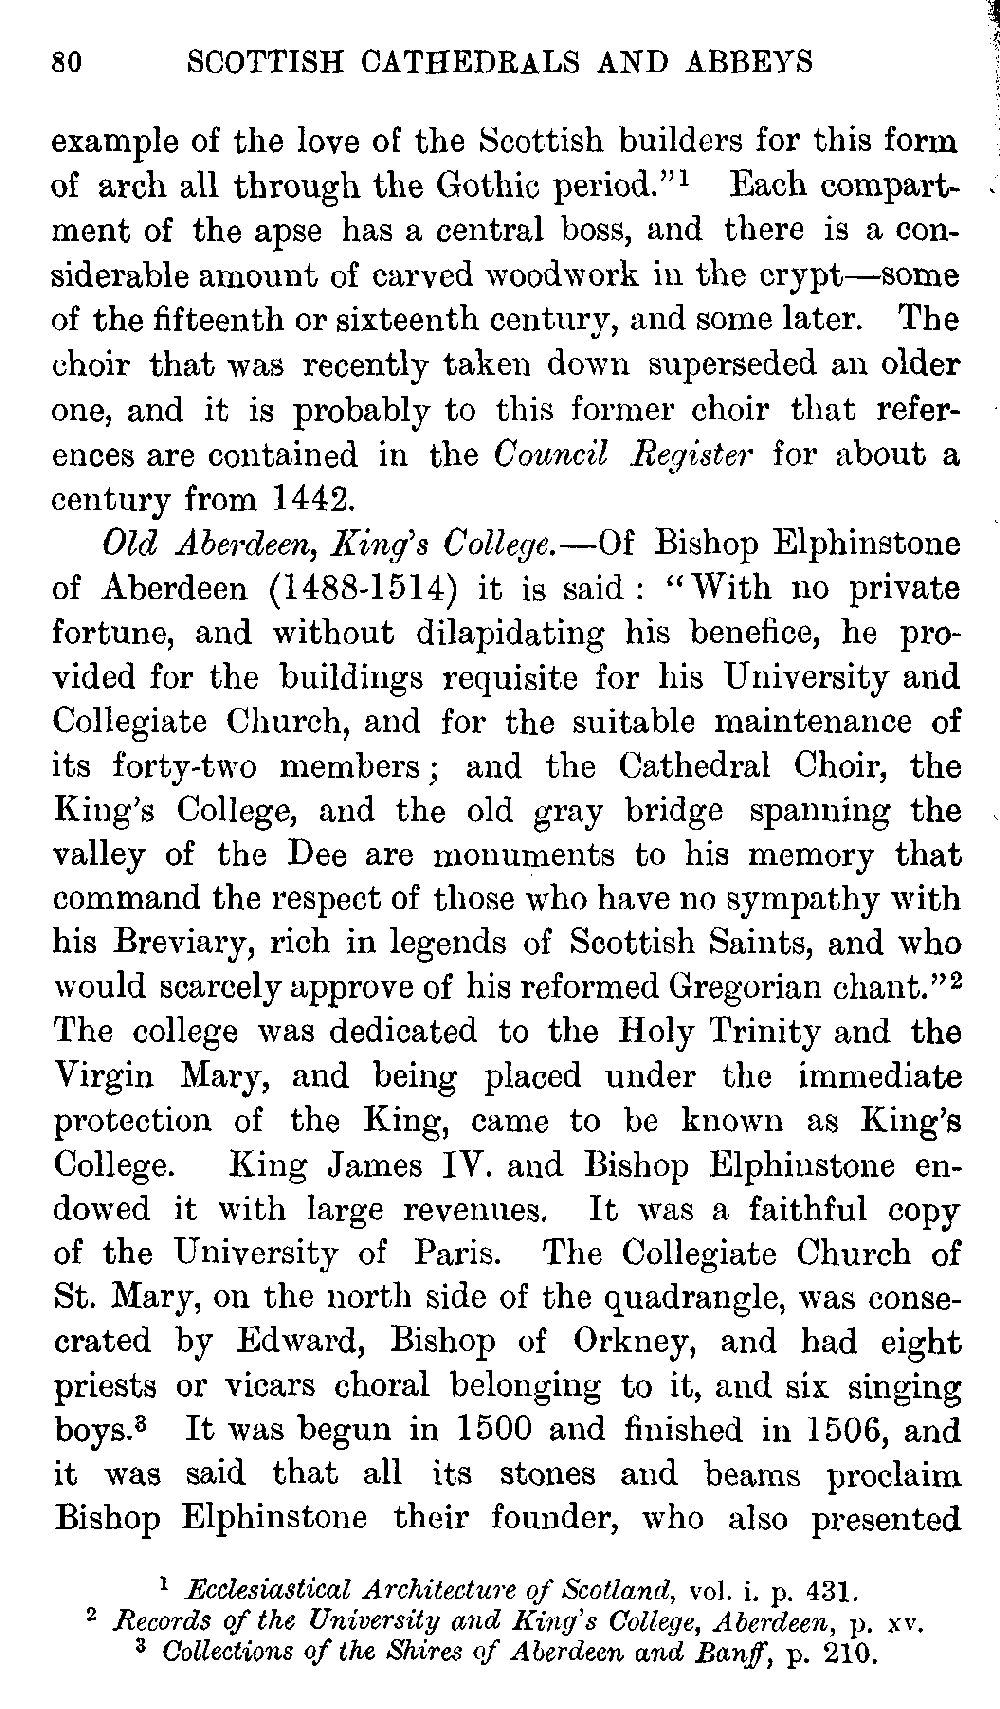 80 SCOTTISH CATHEDRALS AND ABBEYS
example of the love of the Scottish builders for this form
of arch all through the Gothic period.”¹ Each compart-
ment of the apse has a central boss, and there is a con-
siderable amount of carved woodwork in the crypt—some
of the fifteenth or sixteenth century, and some later. The
choir that was recently taken down superseded an older
one, and it is probably to this former choir that refer-
ences are contained in the Council Register for about a
century from 1442.
Old Aberdeen, King's College.—Of Bishop Elphinstone
of Aberdeen (1488-1514) it is said : “With no private
fortune, and without dilapidating his benefice, he pro-
vided for the buildings requisite for his University and
Collegiate Church, and for the suitable maintenance of
its forty-two members; and the Cathedral Choir, the
King's College, and the old gray bridge spanning the
valley of the Dee are monuments to his memory that
command the respect of those who have no sympathy with
his Breviary, rich in legends of Scottish Saints, and who
would scarcely approve of his reformed Gregorian chant.”²
The college was dedicated to the Holy Trinity and the
Virgin Mary, and being placed under the immediate
protection of the King, came to be known as King's
College. King James IV. and Bishop Elphinstone en-
dowed it with large revenues. It was a faithful copy
of the University of Paris. The Collegiate Church of
St. Mary, on the north side of the quadrangle, was conse-
crated by Edward, Bishop of Orkney, and had eight
priests or vicars choral belonging to it, and six singing
boys.³ It was begun in 1500 and finished in 1506, and
it was said that all its stones and beams proclaim
Bishop Elphinstone their founder, who also presented
¹ Ecclesiastical Architecture of Scotland, vol. i. p. 431.
² Records of the University and King's College, Aberdeen, p. xv.
³ Collections of the Shires of Aberdeen and Banff, p. 210.